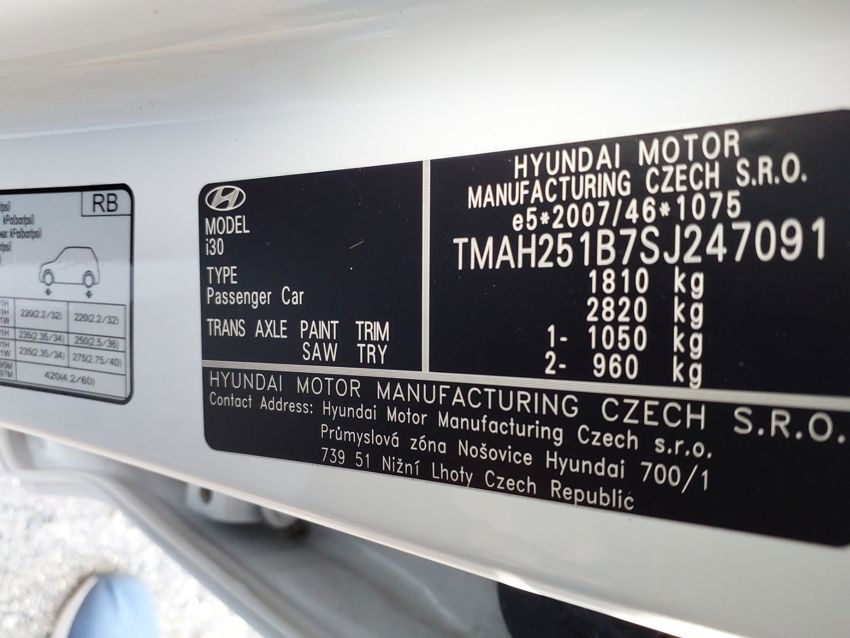 RB
kPa(bar/psi)
220(2.2/32) 220(2.2/32)
235(2.35/34) 250(2.5/36)
235(2.35/34) 275(2.75/40)
420(4.2/60)
MODEL
i30
TYPE
Passenger Car
TRANS AXLE PAINT TRIM
SAW TRY
HYUNDAI MOTOR
MANUFACTURING CZECH S.R.O.
e5*2007/46*1075
TMAH251B7SJ247091
1810 kg
2820 kg
1- 1050 kg
2- 960 kg
HYUNDAI MOTOR MANUFACTURING CZECH S.R.O.
Contact Address: Hyundai Motor Manufacturing Czech s.r.o.
Průmyslová zóna Nošovice Hyundai 700/1
739 51 Nižní Lhoty Czech Republic